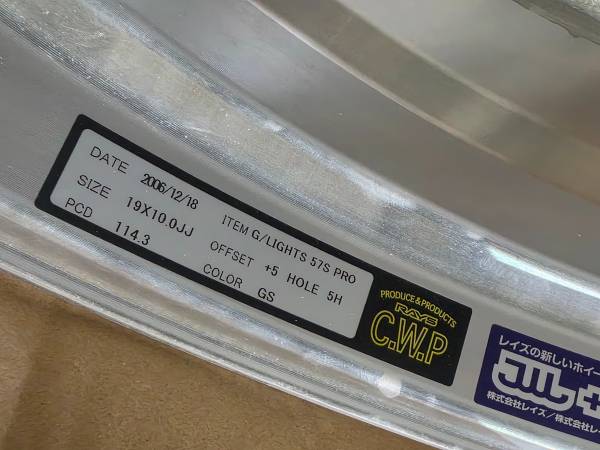 DATE 2006/12/18 ITEM G/LIGHTS 57S PRO
SIZE 19X10.0JJ OFFSET +5 HOLE 5H
PCD 114.3 COLOR GS
PRODUCE&PRODUCTS
RAYS
C.W.P
レイズの新しいホイー
株式会社レイズ/株式会社レイ